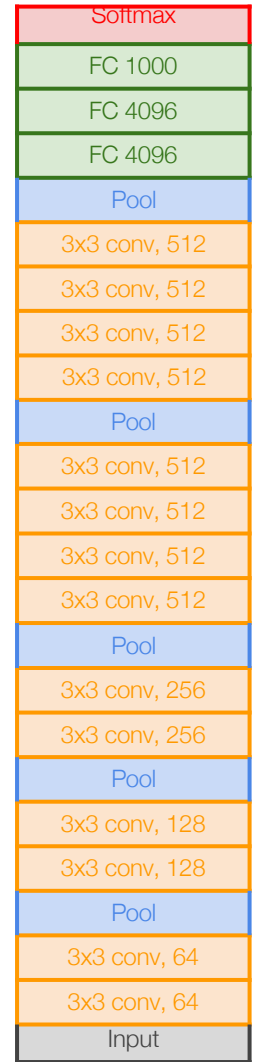 Softmax
FC 1000
FC 4096
FC 4096
Pool
3x3 conv, 512
3x3 conv, 512
3x3 conv, 512
3x3 conv, 512
Pool
3x3 conv, 512
3x3 conv, 512
3x3 conv, 512
3x3 conv, 512
Pool
3x3 conv, 256
3x3 conv, 256
Pool
3x3 conv, 128
3x3 conv, 128
Pool
3x3 conv, 64
3x3 conv, 64
Input